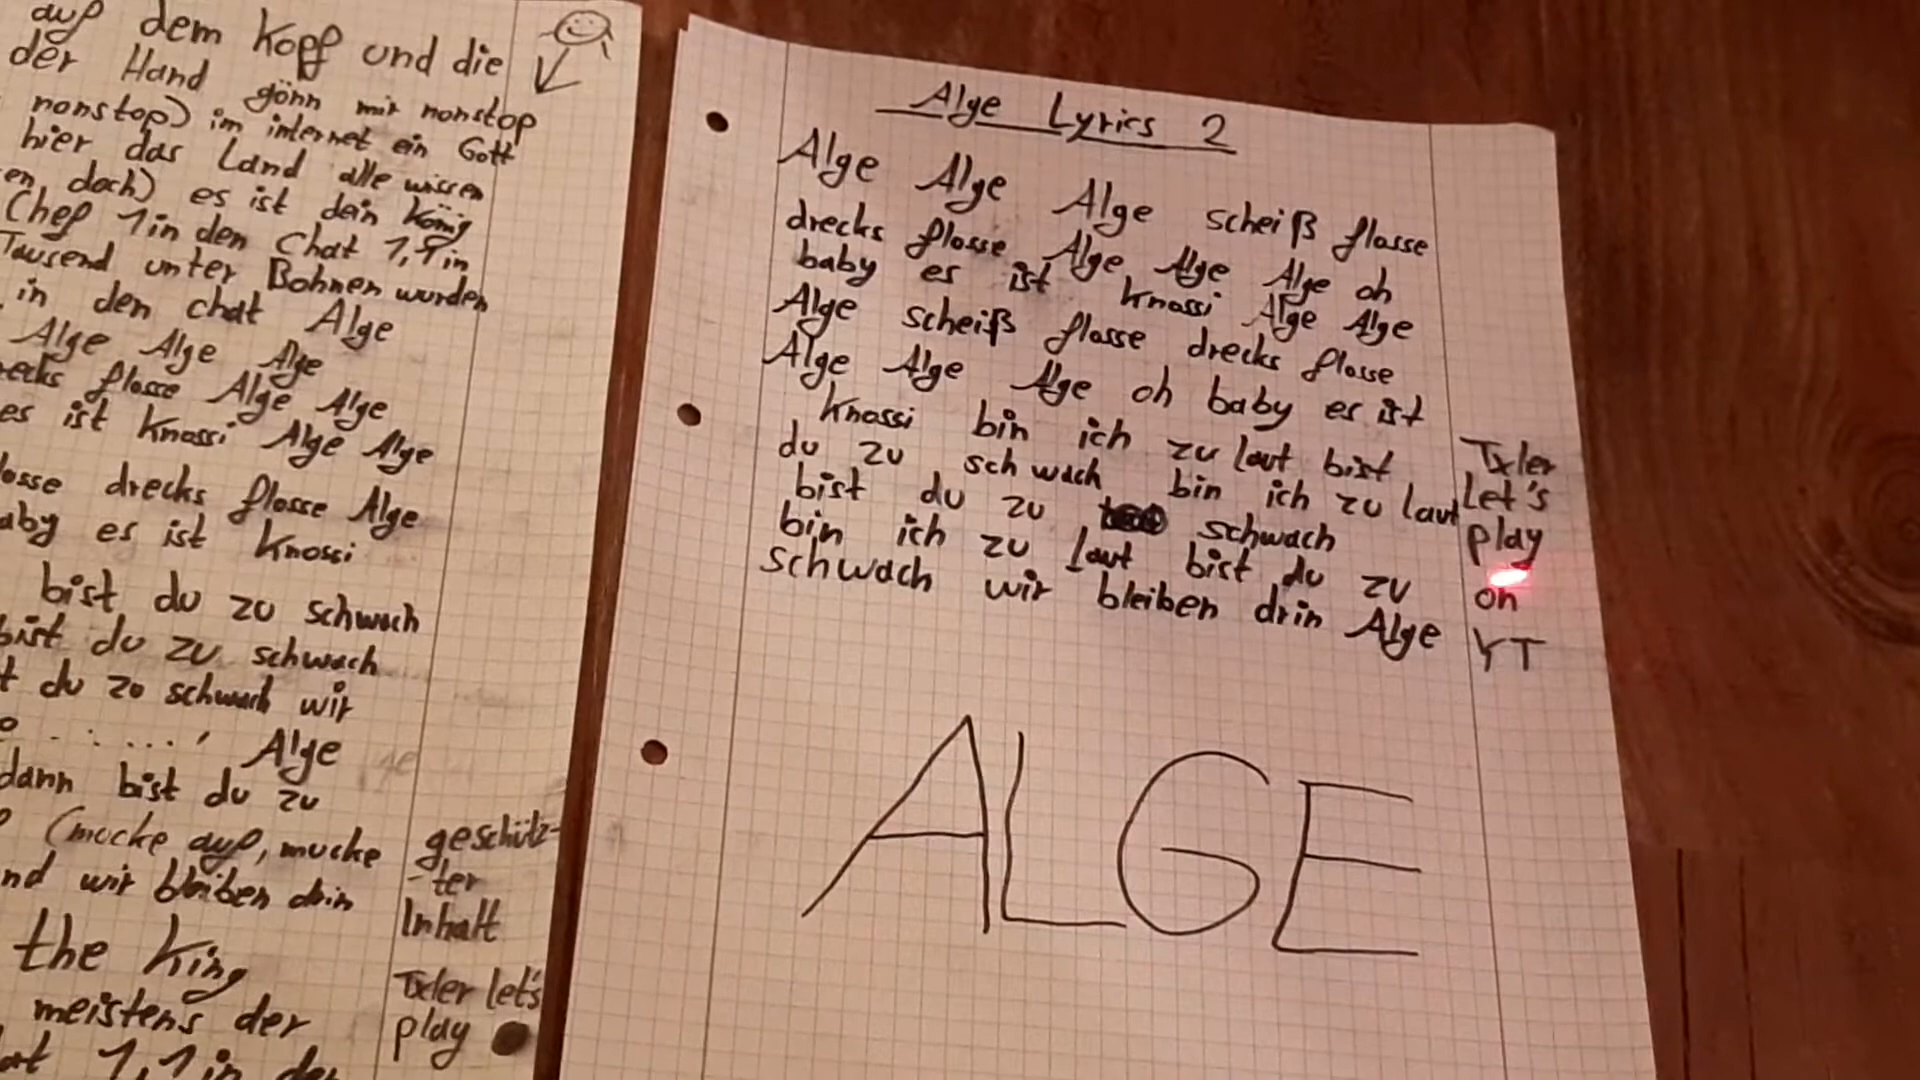 auf dem Kopf und die
der Hand gönn mir nonstop
nonstop) im internet ein Gott
hier das Land alle wissen
en doch) es ist dein König
Chef 1 in den Chat 1, 1 in
Tausend unter Bohnen wurden
in den chat Alge
Alge Alge Alge
recks flosse Alge Alge
es ist Knossi Alge Alge
losse drecks flosse Alge
aby es ist Knossi
bist du zu schwach
bist du zu schwach
t du zo schwach wir
Alge
dann bist du zu
(mucke auf, mucke
nd wir bleiben drin
geschütz-
-ter
Inhalt
the King
meistens der
1, 1 in der
Txler let's
play
Alge Lyrics 2
Alge Alge Alge scheiß flosse
drecks flosse Alge Alge Alge oh
baby es ist Knossi Alge Alge
Alge scheiß flosse drecks flosse
Alge Alge Alge oh baby es ist
Knossi bin ich zu laut bist
du zu schwach bin ich zu laut
bist du zu schwach
bin ich zu laut bist du zu
schwach wir bleiben drin Alge
Txler
Let's
play
on
YT
ALGE